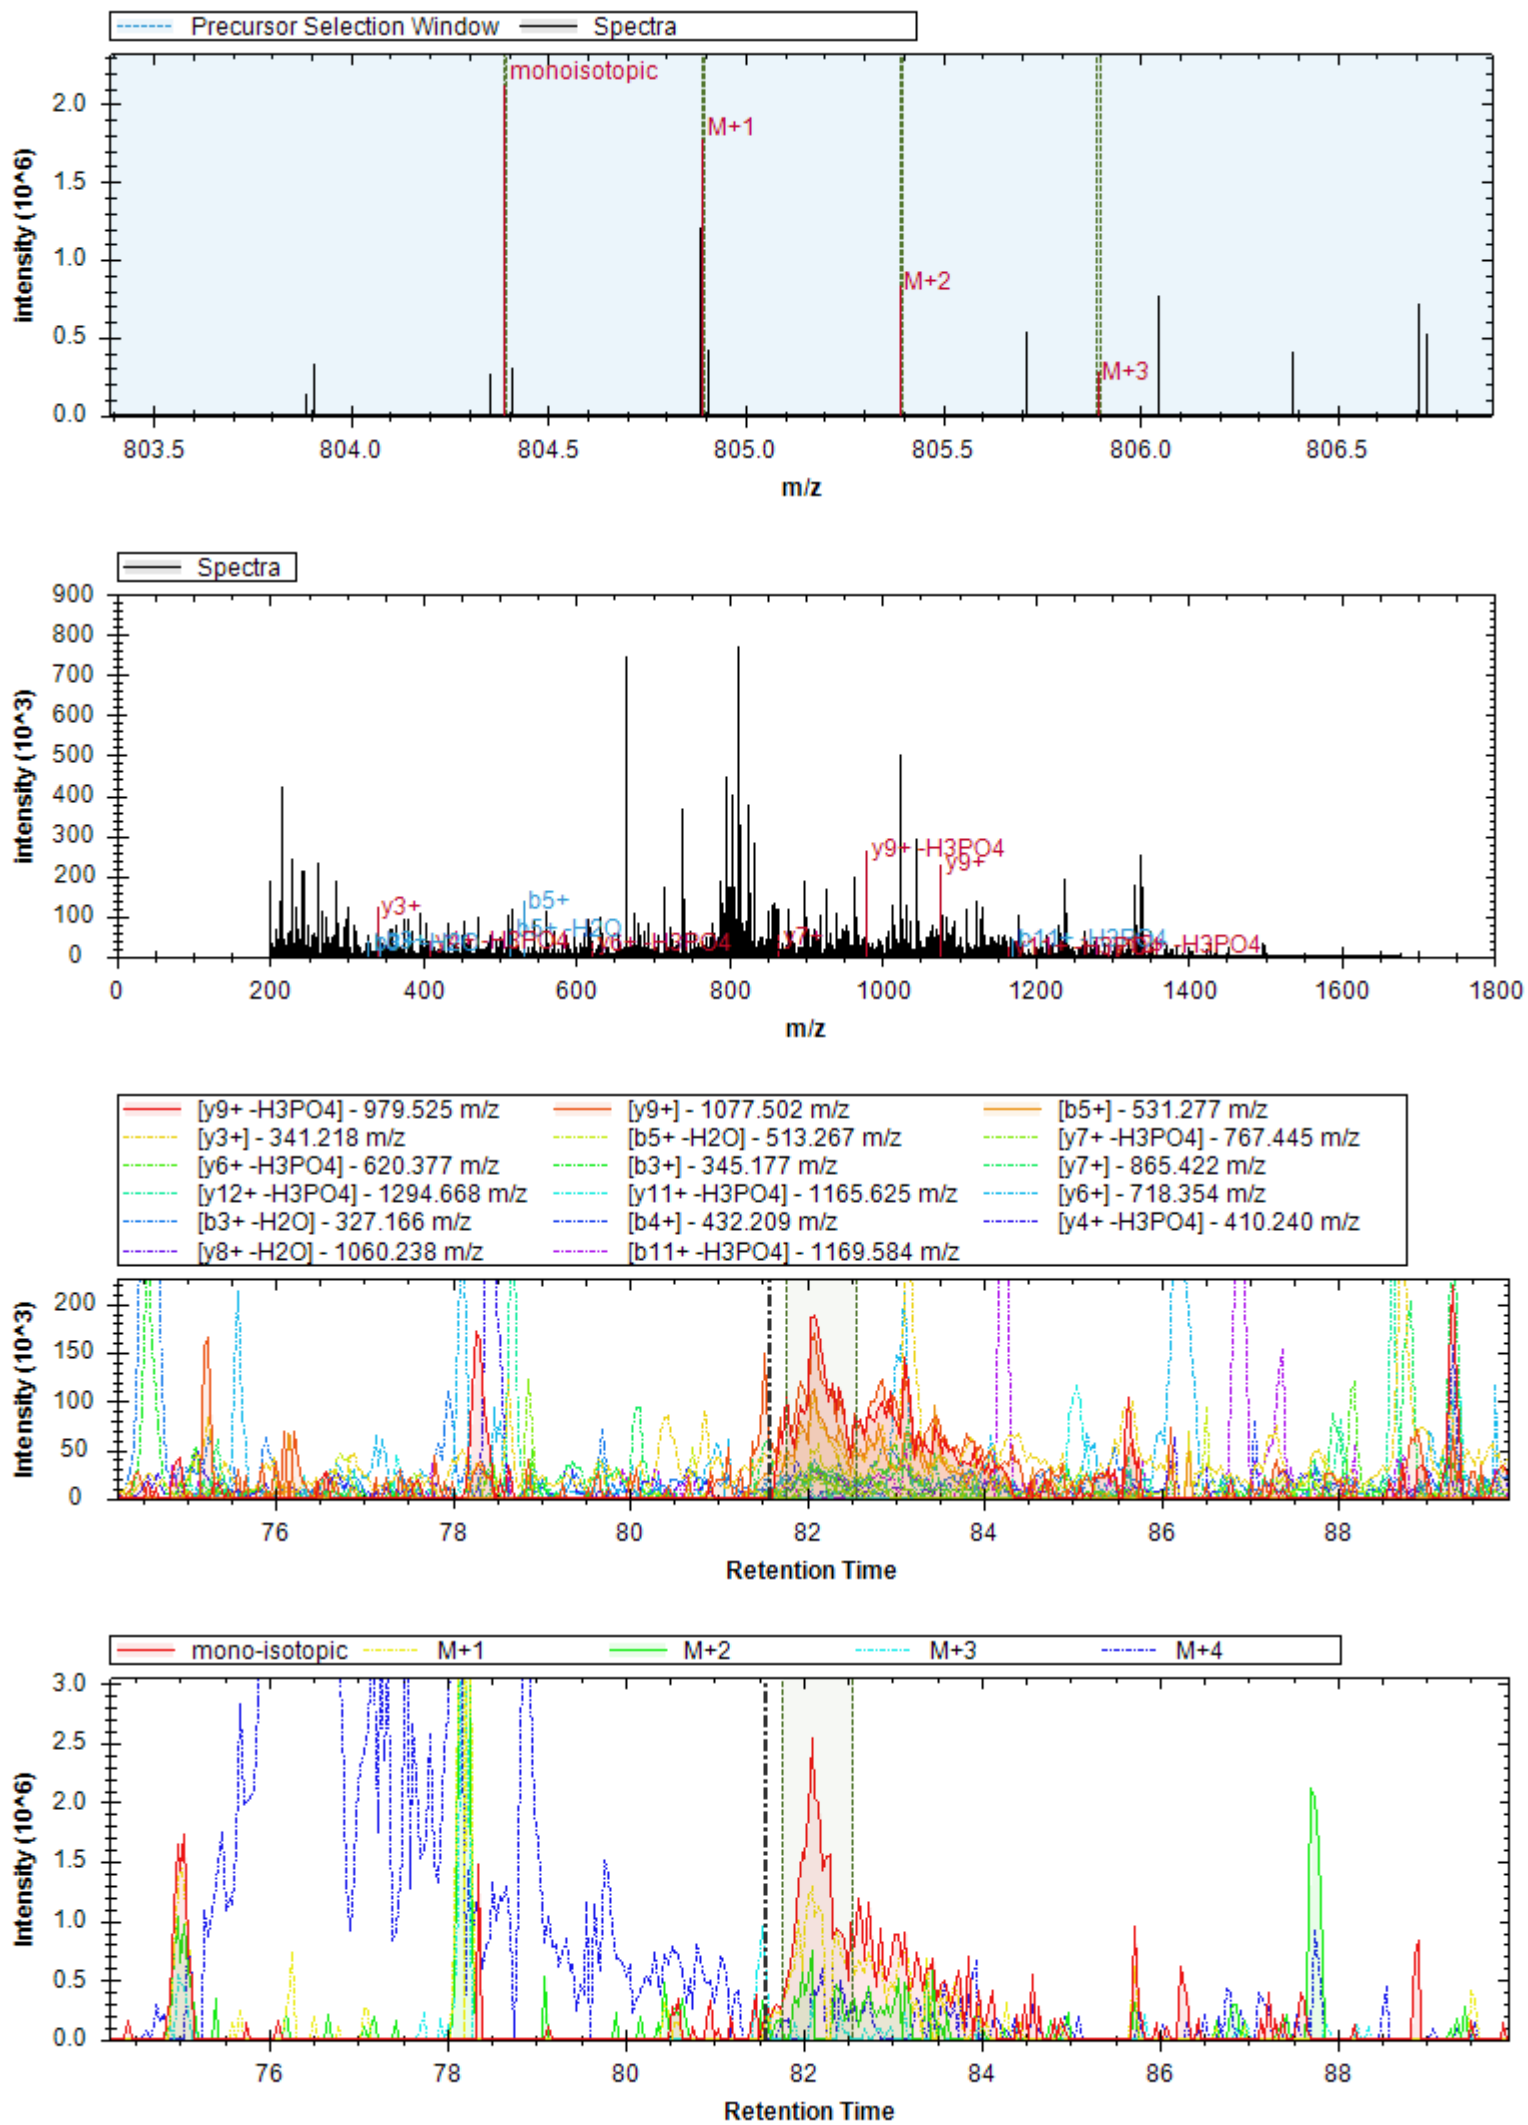 Precursor Selection Window Spectra
intensity (10^6)
2.0
1.5
1.0
0.5
0.0
mohoisotopic
M+1
M+2
M+3
803.5 804.0 804.5 805.0 805.5 806.0 806.5
m/z
Spectra
intensity (10^3)
900
800
700
600
500
400
300
200
100
0
y9+ -H3PO4
y9+
y3+
b5+
b5+ -H2O
y6+ -H3PO4
y7+
b11+ -H3PO4
0 200 400 600 800 1000 1200 1400 1600 1800
m/z
[y9+ -H3PO4] - 979.525 m/z [y9+] - 1077.502 m/z [b5+] - 531.277 m/z
[y3+] - 341.218 m/z [b5+ -H2O] - 513.267 m/z [y7+ -H3PO4] - 767.445 m/z
[y6+ -H3PO4] - 620.377 m/z [b3+] - 345.177 m/z [y7+] - 865.422 m/z
[y12+ -H3PO4] - 1294.668 m/z [y11+ -H3PO4] - 1165.625 m/z [y6+] - 718.354 m/z
[b3+ -H2O] - 327.166 m/z [b4+] - 432.209 m/z [y4+ -H3PO4] - 410.240 m/z
[y8+ -H2O] - 1060.238 m/z [b11+ -H3PO4] - 1169.584 m/z
Intensity (10^3)
200
150
100
50
0
76 78 80 82 84 86 88
Retention Time
mono-isotopic M+1 M+2 M+3 M+4
Intensity (10^6)
3.0
2.5
2.0
1.5
1.0
0.5
0.0
76 78 80 82 84 86 88
Retention Time